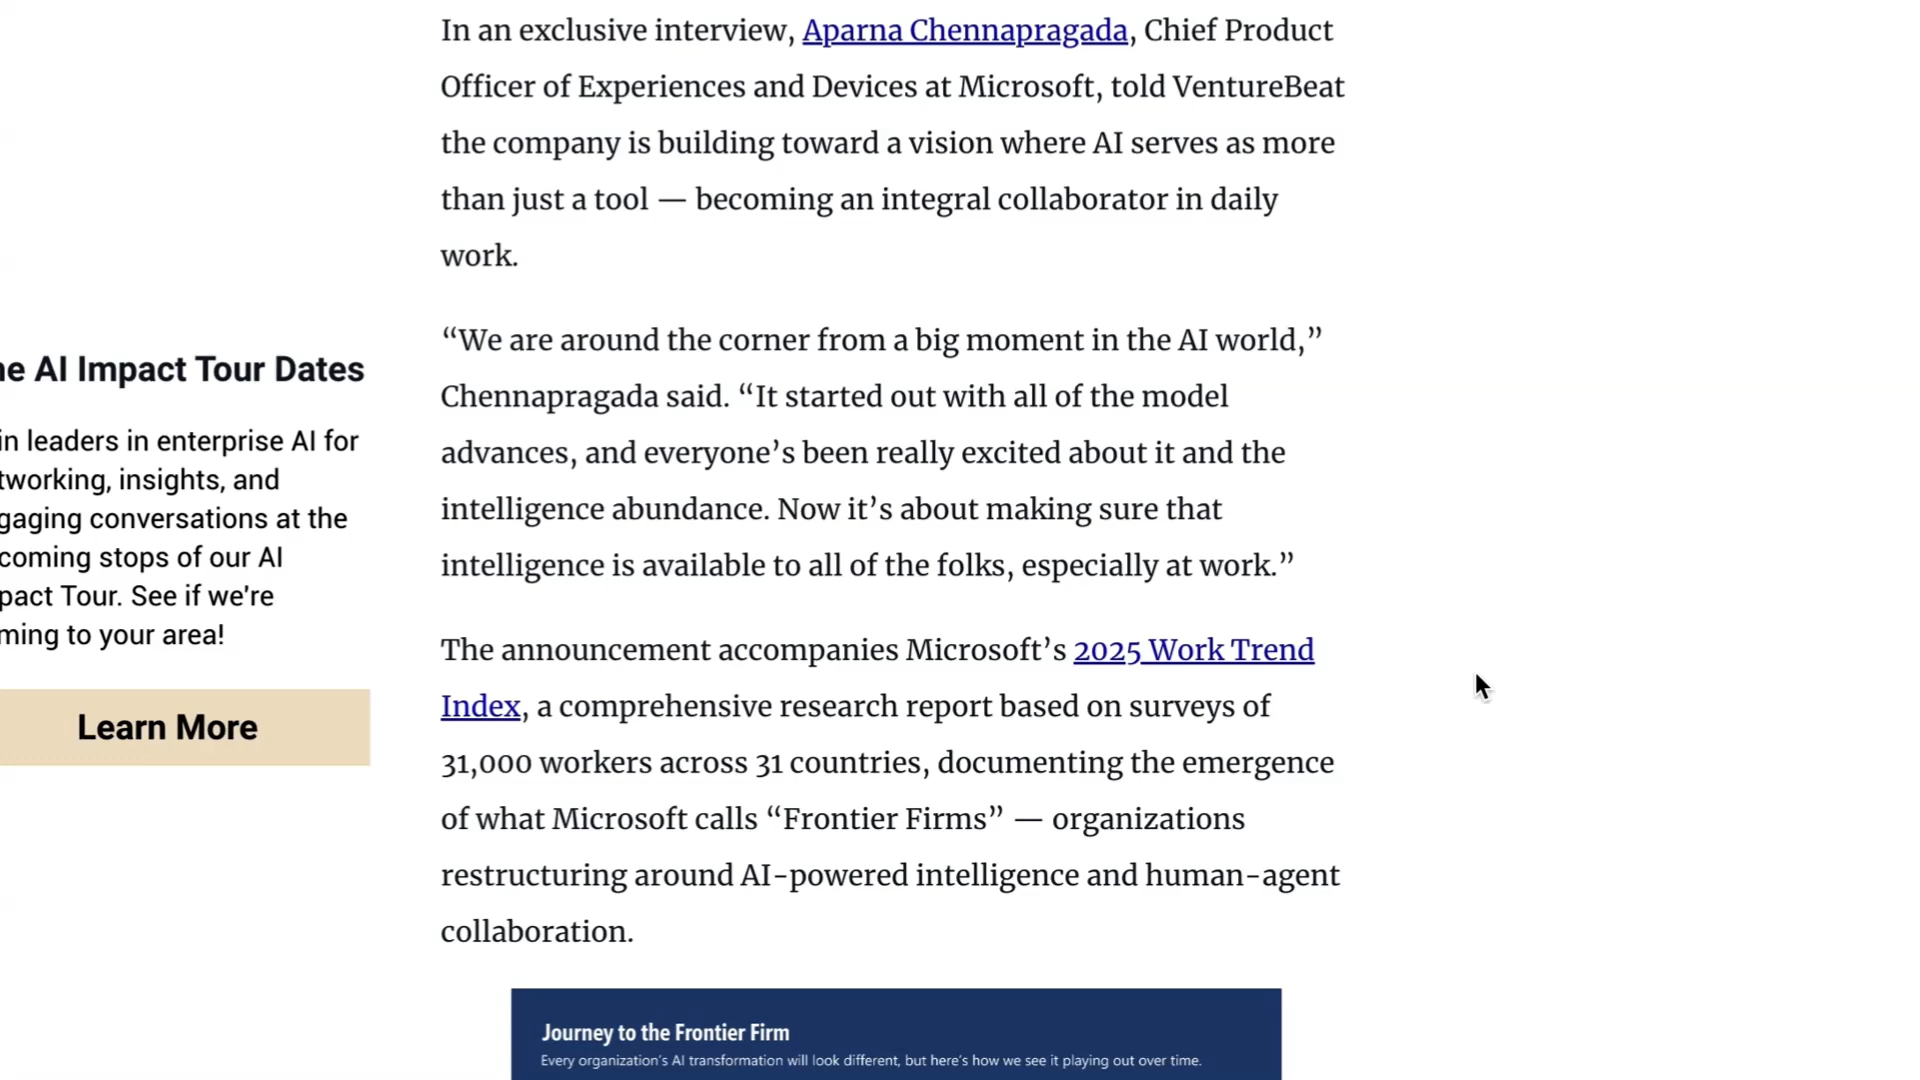 In an exclusive interview, Aparna Chennapragada, Chief Product
Officer of Experiences and Devices at Microsoft, told VentureBeat
the company is building toward a vision where AI serves as more
than just a tool — becoming an integral collaborator in daily
work.
“We are around the corner from a big moment in the AI world,”
Chennapragada said. “It started out with all of the model
advances, and everyone’s been really excited about it and the
intelligence abundance. Now it’s about making sure that
intelligence is available to all of the folks, especially at work.”
The announcement accompanies Microsoft’s 2025 Work Trend
Index, a comprehensive research report based on surveys of
31,000 workers across 31 countries, documenting the emergence
of what Microsoft calls “Frontier Firms” — organizations
restructuring around AI-powered intelligence and human-agent
collaboration.
he AI Impact Tour Dates
in leaders in enterprise AI for
tworking, insights, and
gaging conversations at the
coming stops of our AI
pact Tour. See if we're
ming to your area!
Learn More
Journey to the Frontier Firm
Every organization’s AI transformation will look different, but here’s how we see it playing out over time.